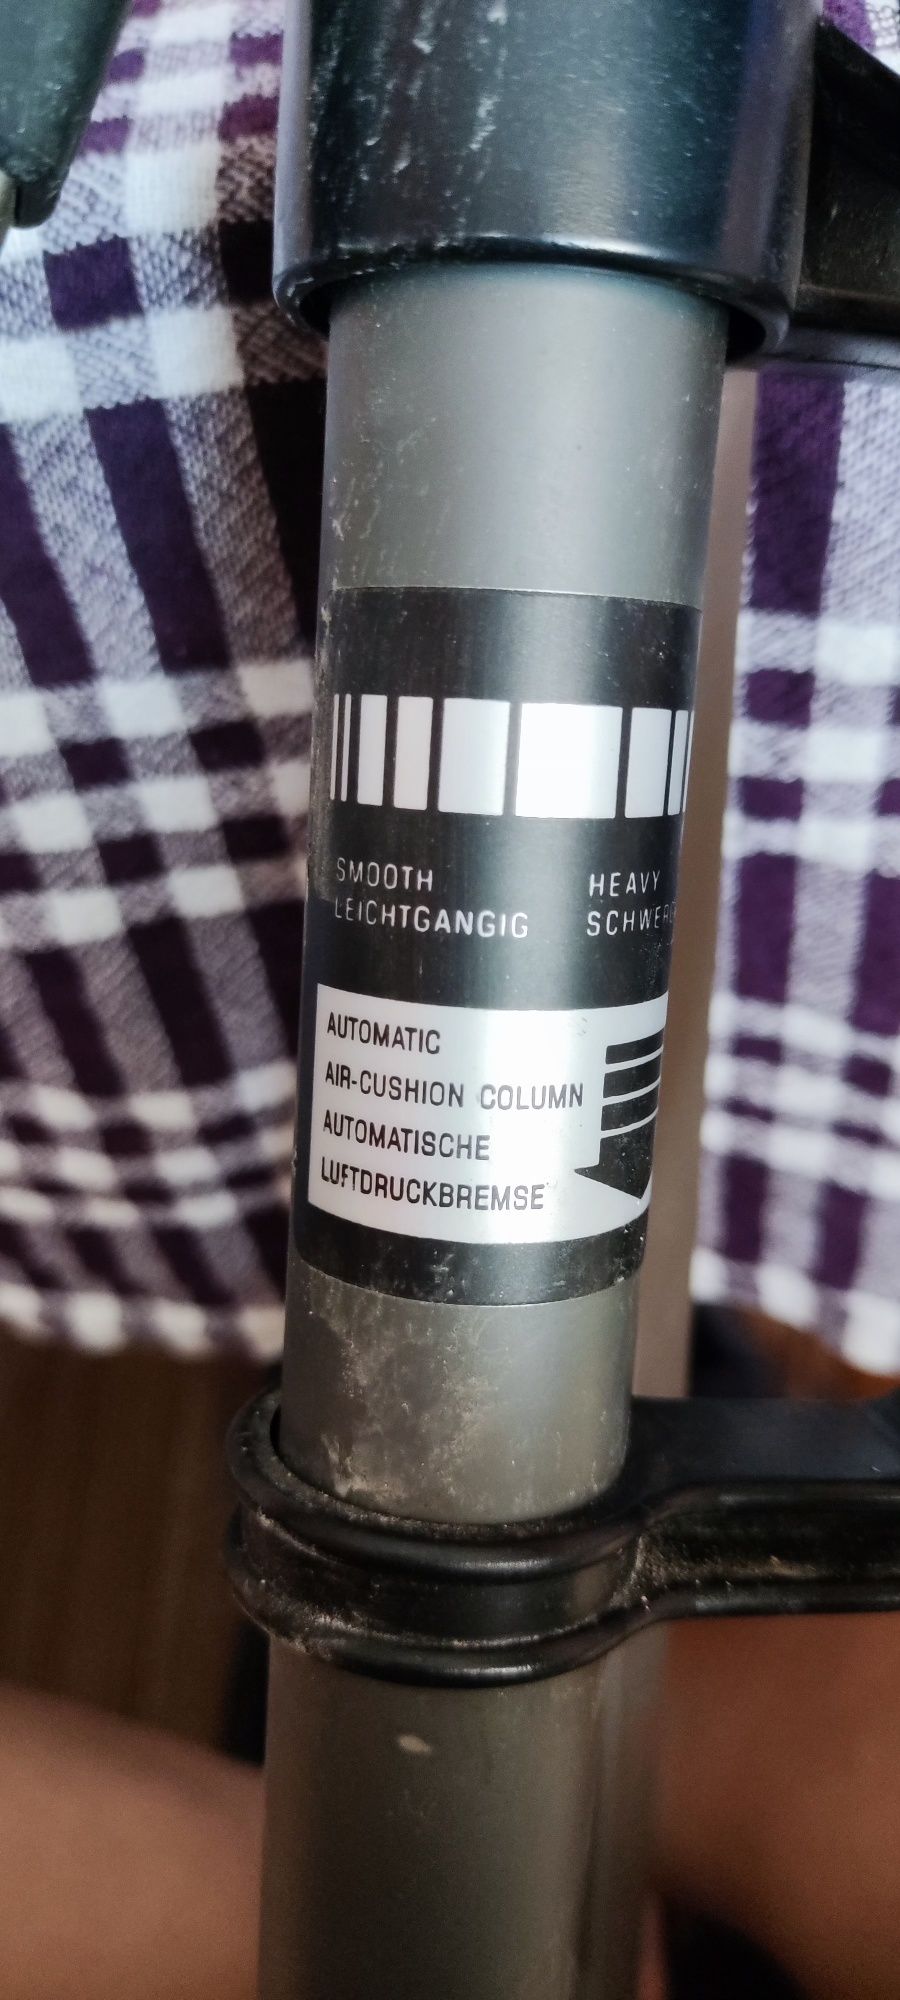 SMOOTH HEAVY
LEICHTGANGIG
AUTOMATIC
AIR-CUSHION COLUMN
AUTOMATISCHE
LUFTDRUCKBREMSE